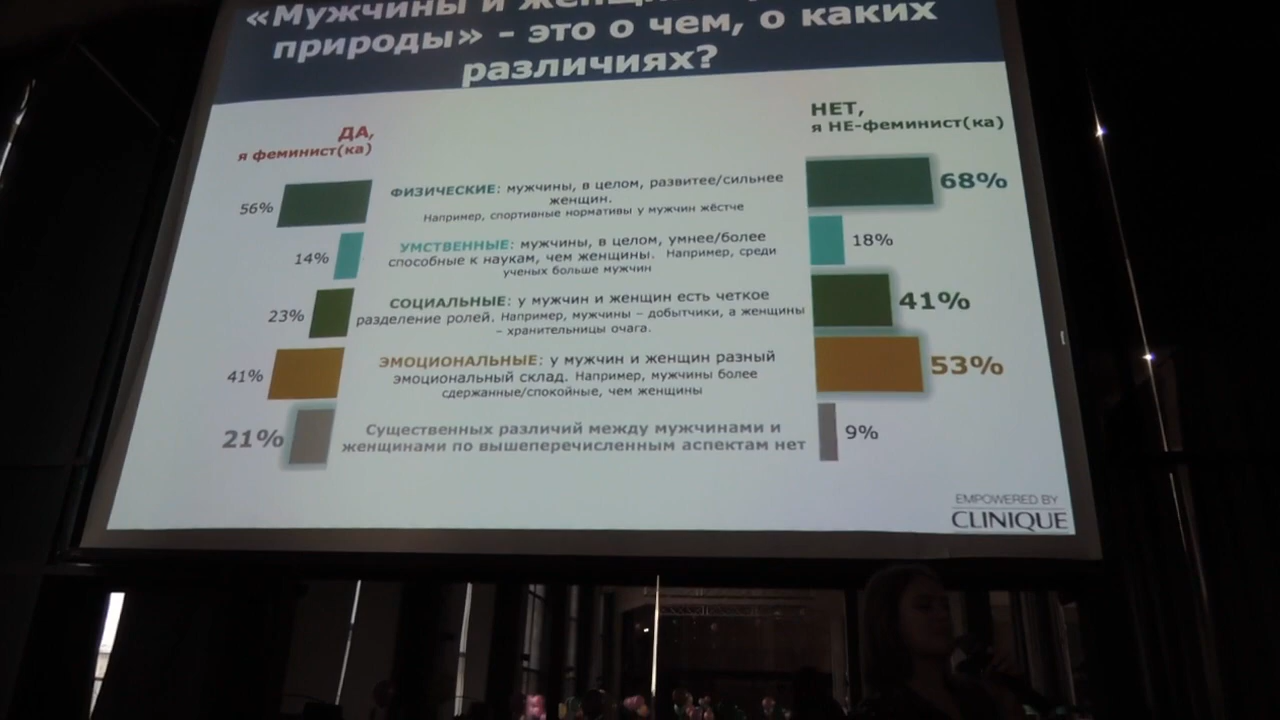 «Мужчины и
природы» - это о чем, о каких
различиях?
ДА,
я феминист(ка)
НЕТ,
я НЕ-феминист(ка)
56%
ФИЗИЧЕСКИЕ: мужчины, в целом, развитее/сильнее
женщин.
Например, спортивные нормативы у мужчин жёстче
68%
14%
УМСТВЕННЫЕ: мужчины, в целом, умнее/более
способные к наукам, чем женщины. Например, среди
ученых больше мужчин
18%
23%
СОЦИАЛЬНЫЕ: у мужчин и женщин есть четкое
разделение ролей. Например, мужчины – добытчики, а женщины
– хранительницы очага.
41%
41%
ЭМОЦИОНАЛЬНЫЕ: у мужчин и женщин разный
эмоциональный склад. Например, мужчины более
сдержанные/спокойные, чем женщины
53%
21%
Существенных различий между мужчинами и
женщинами по вышеперечисленным аспектам нет
9%
EMPOWERED BY
CLINIQUE